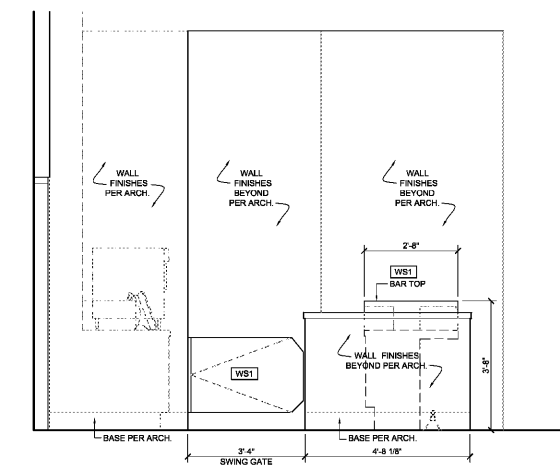 WALL
FINISHES
PER ARCH.
WALL
FINISHES
BEYOND
PER ARCH.
WALL
FINISHES
BEYOND
PER ARCH.
2'-8"
WS1
BAR TOP
WALL FINISHES
BEYOND PER ARCH.
3'-8"
WS1
BASE PER ARCH.
BASE PER ARCH.
3'-4"
SWING GATE
4'-8 1/8"